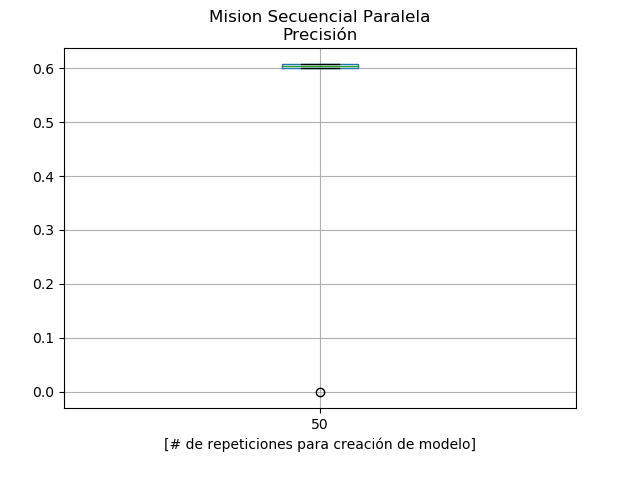 Mision Secuencial Paralela
Precisión
0.6
0.5
0.4
0.3
0.2
0.1
0.0
50
[# de repeticiones para creación de modelo]